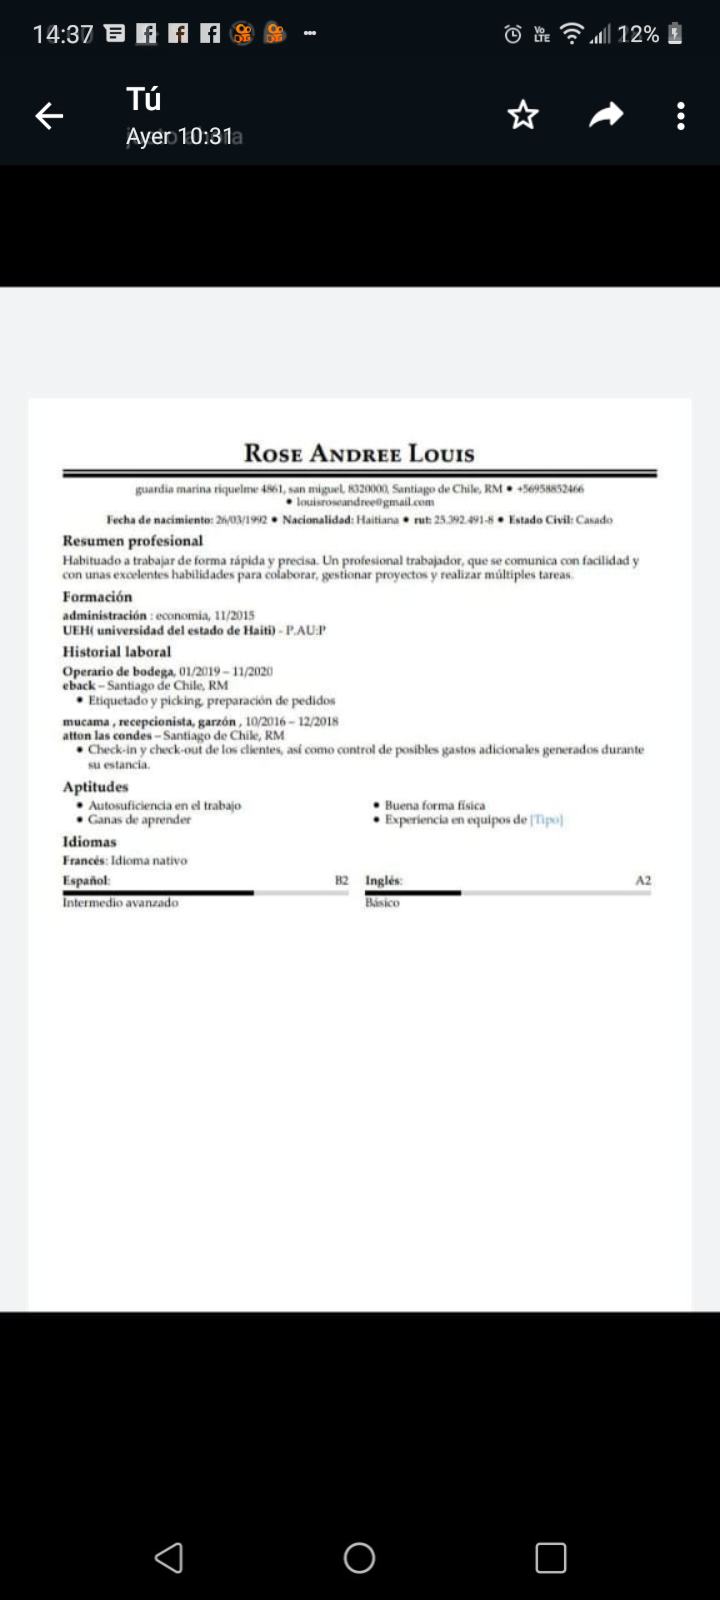 14:37
12%
Tú
Ayer 10:31
ROSE ANDREE LOUIS
guardia marina riquelme 4861, san miguel, 8320000, Santiago de Chile, RM • +56958852466
• louisroseandree@gmail.com
Fecha de nacimiento: 26/03/1992 • Nacionalidad: Haitiana • rut: 25.392.491-8 • Estado Civil: Casado
Resumen profesional
Habituado a trabajar de forma rápida y precisa. Un profesional trabajador, que se comunica con facilidad y
con unas excelentes habilidades para colaborar, gestionar proyectos y realizar múltiples tareas.
Formación
administración : economia, 11/2015
UEH( universidad del estado de Haiti) - P.AU:P
Historial laboral
Operario de bodega, 01/2019 – 11/2020
eback – Santiago de Chile, RM
• Etiquetado y picking, preparación de pedidos
mucama , recepcionista, garzón , 10/2016 – 12/2018
atton las condes – Santiago de Chile, RM
• Check-in y check-out de los clientes, así como control de posibles gastos adicionales generados durante
su estancia.
Aptitudes
• Autosuficiencia en el trabajo
• Ganas de aprender
• Buena forma física
• Experiencia en equipos de [Tipo]
Idiomas
Francés: Idioma nativo
Español: B2
Intermedio avanzado
Inglés: A2
Básico